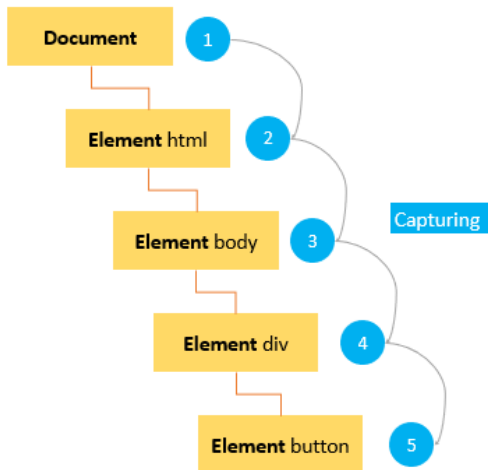 Document
1
Element html
2
Element body
3
Capturing
Element div
4
Element button
5